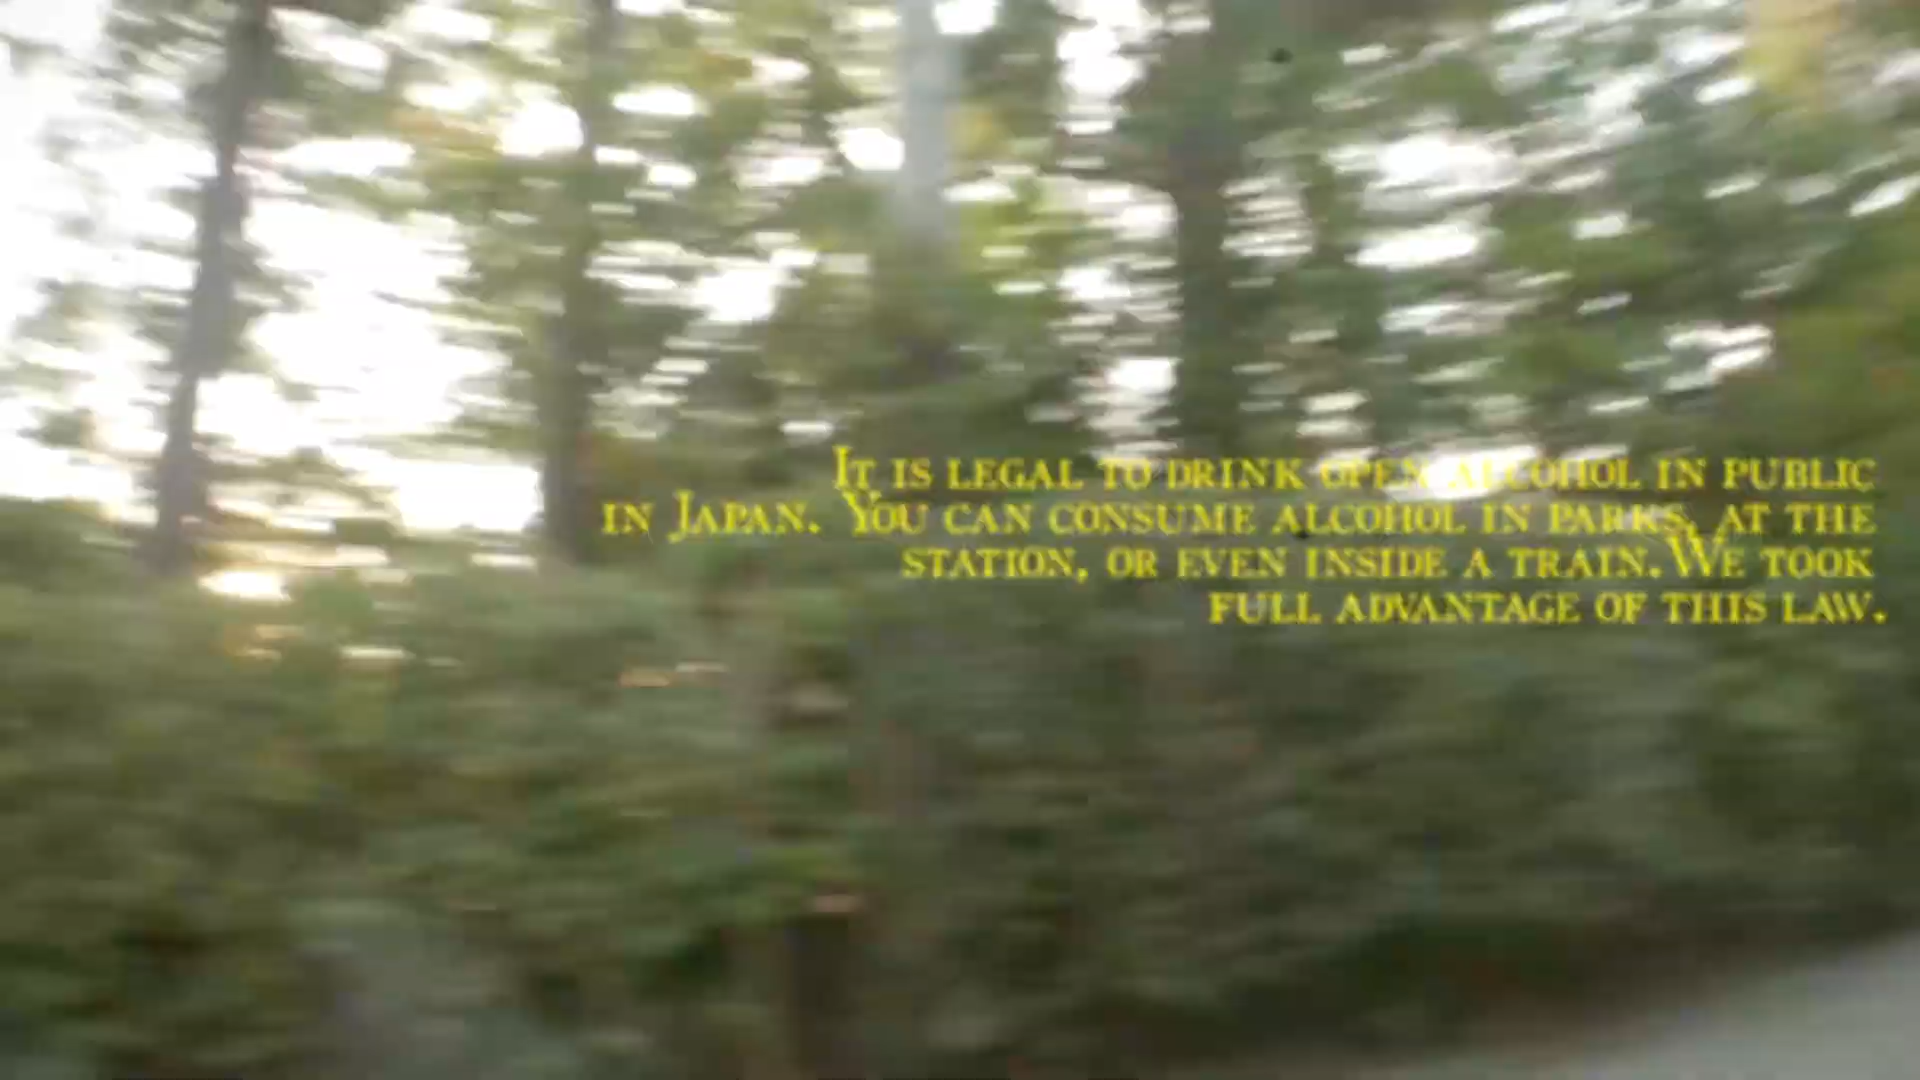 It is legal to drink open alcohol in public
in Japan. You can consume alcohol in parks, at the
station, or even inside a train. We took
full advantage of this law.